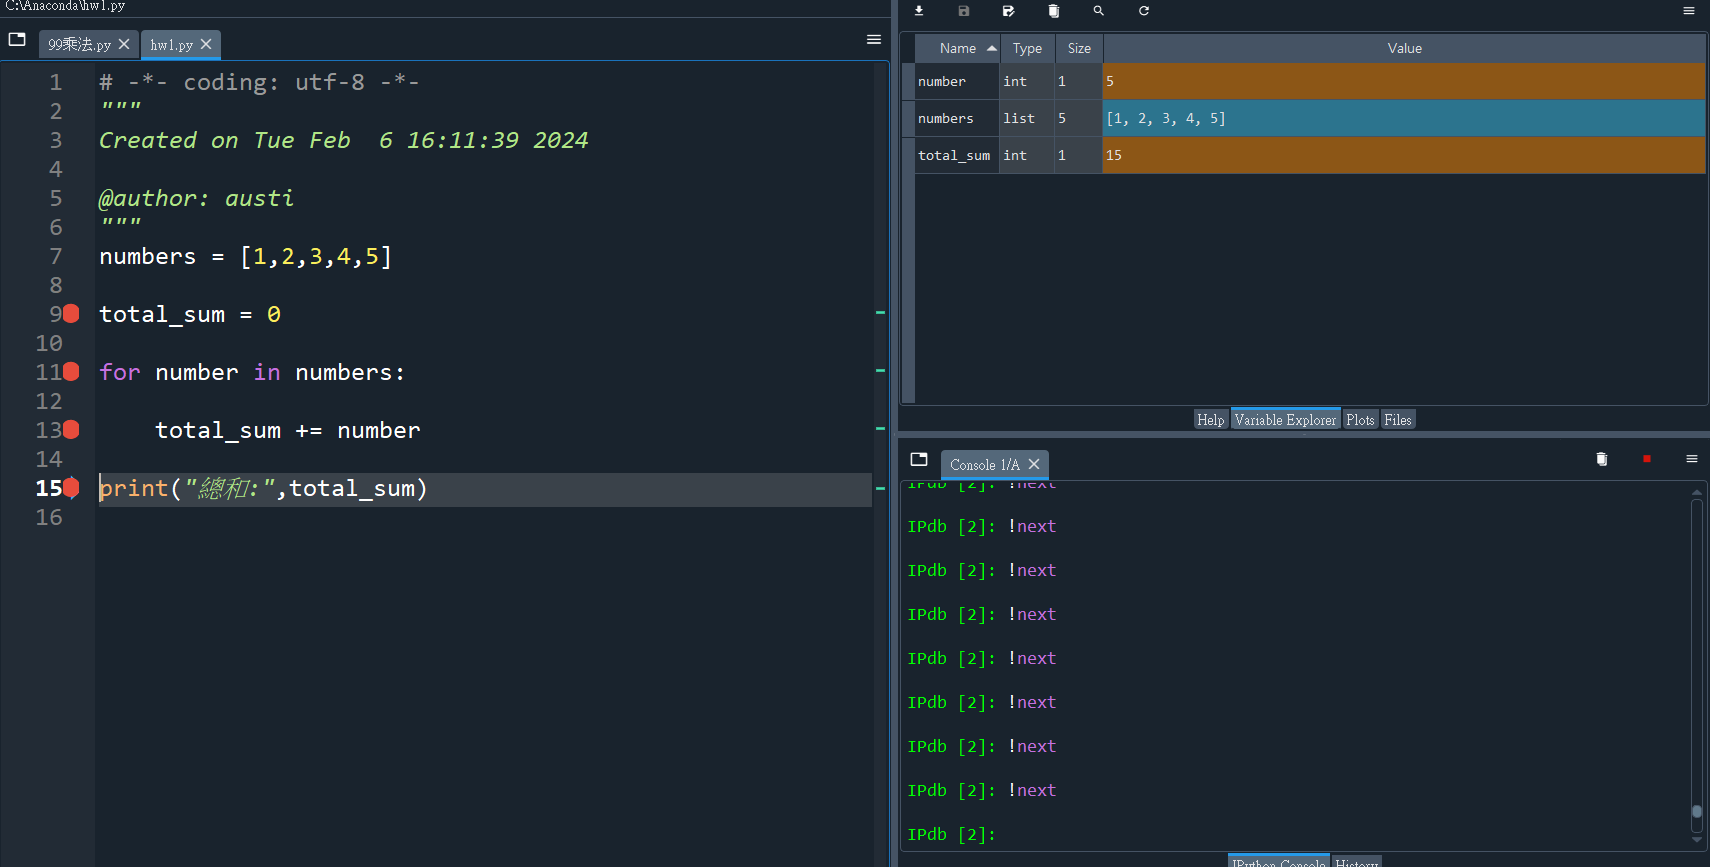 C:\Anaconda\hw1.py
99乘法.py
hw1.py
1 # -*- coding: utf-8 -*-
2 """
3 Created on Tue Feb  6 16:11:39 2024
4
5 @author: austi
6 """
7 numbers = [1,2,3,4,5]
8
9 total_sum = 0
10
11 for number in numbers:
12
13     total_sum += number
14
15 print("總和:",total_sum)
16
Name Type Size Value
number int 1 5
numbers list 5 [1, 2, 3, 4, 5]
total_sum int 1 15
Help Variable Explorer Plots Files
Console 1/A
IPdb [2]: !next
IPdb [2]: !next
IPdb [2]: !next
IPdb [2]: !next
IPdb [2]: !next
IPdb [2]: !next
IPdb [2]: !next
IPdb [2]: !next
IPdb [2]:
IPython Console History